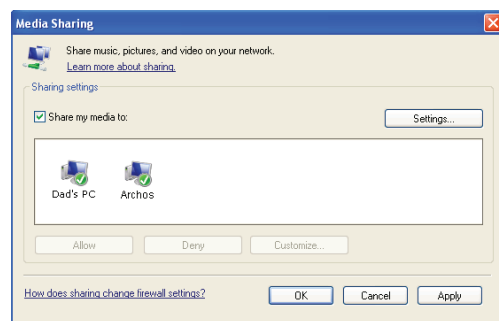 Media Sharing
Share music, pictures, and video on your network.
Learn more about sharing.
Sharing settings
Share my media to:
Settings...
Dad's PC
Archos
Allow
Deny
Customize...
How does sharing change firewall settings?
OK
Cancel
Apply